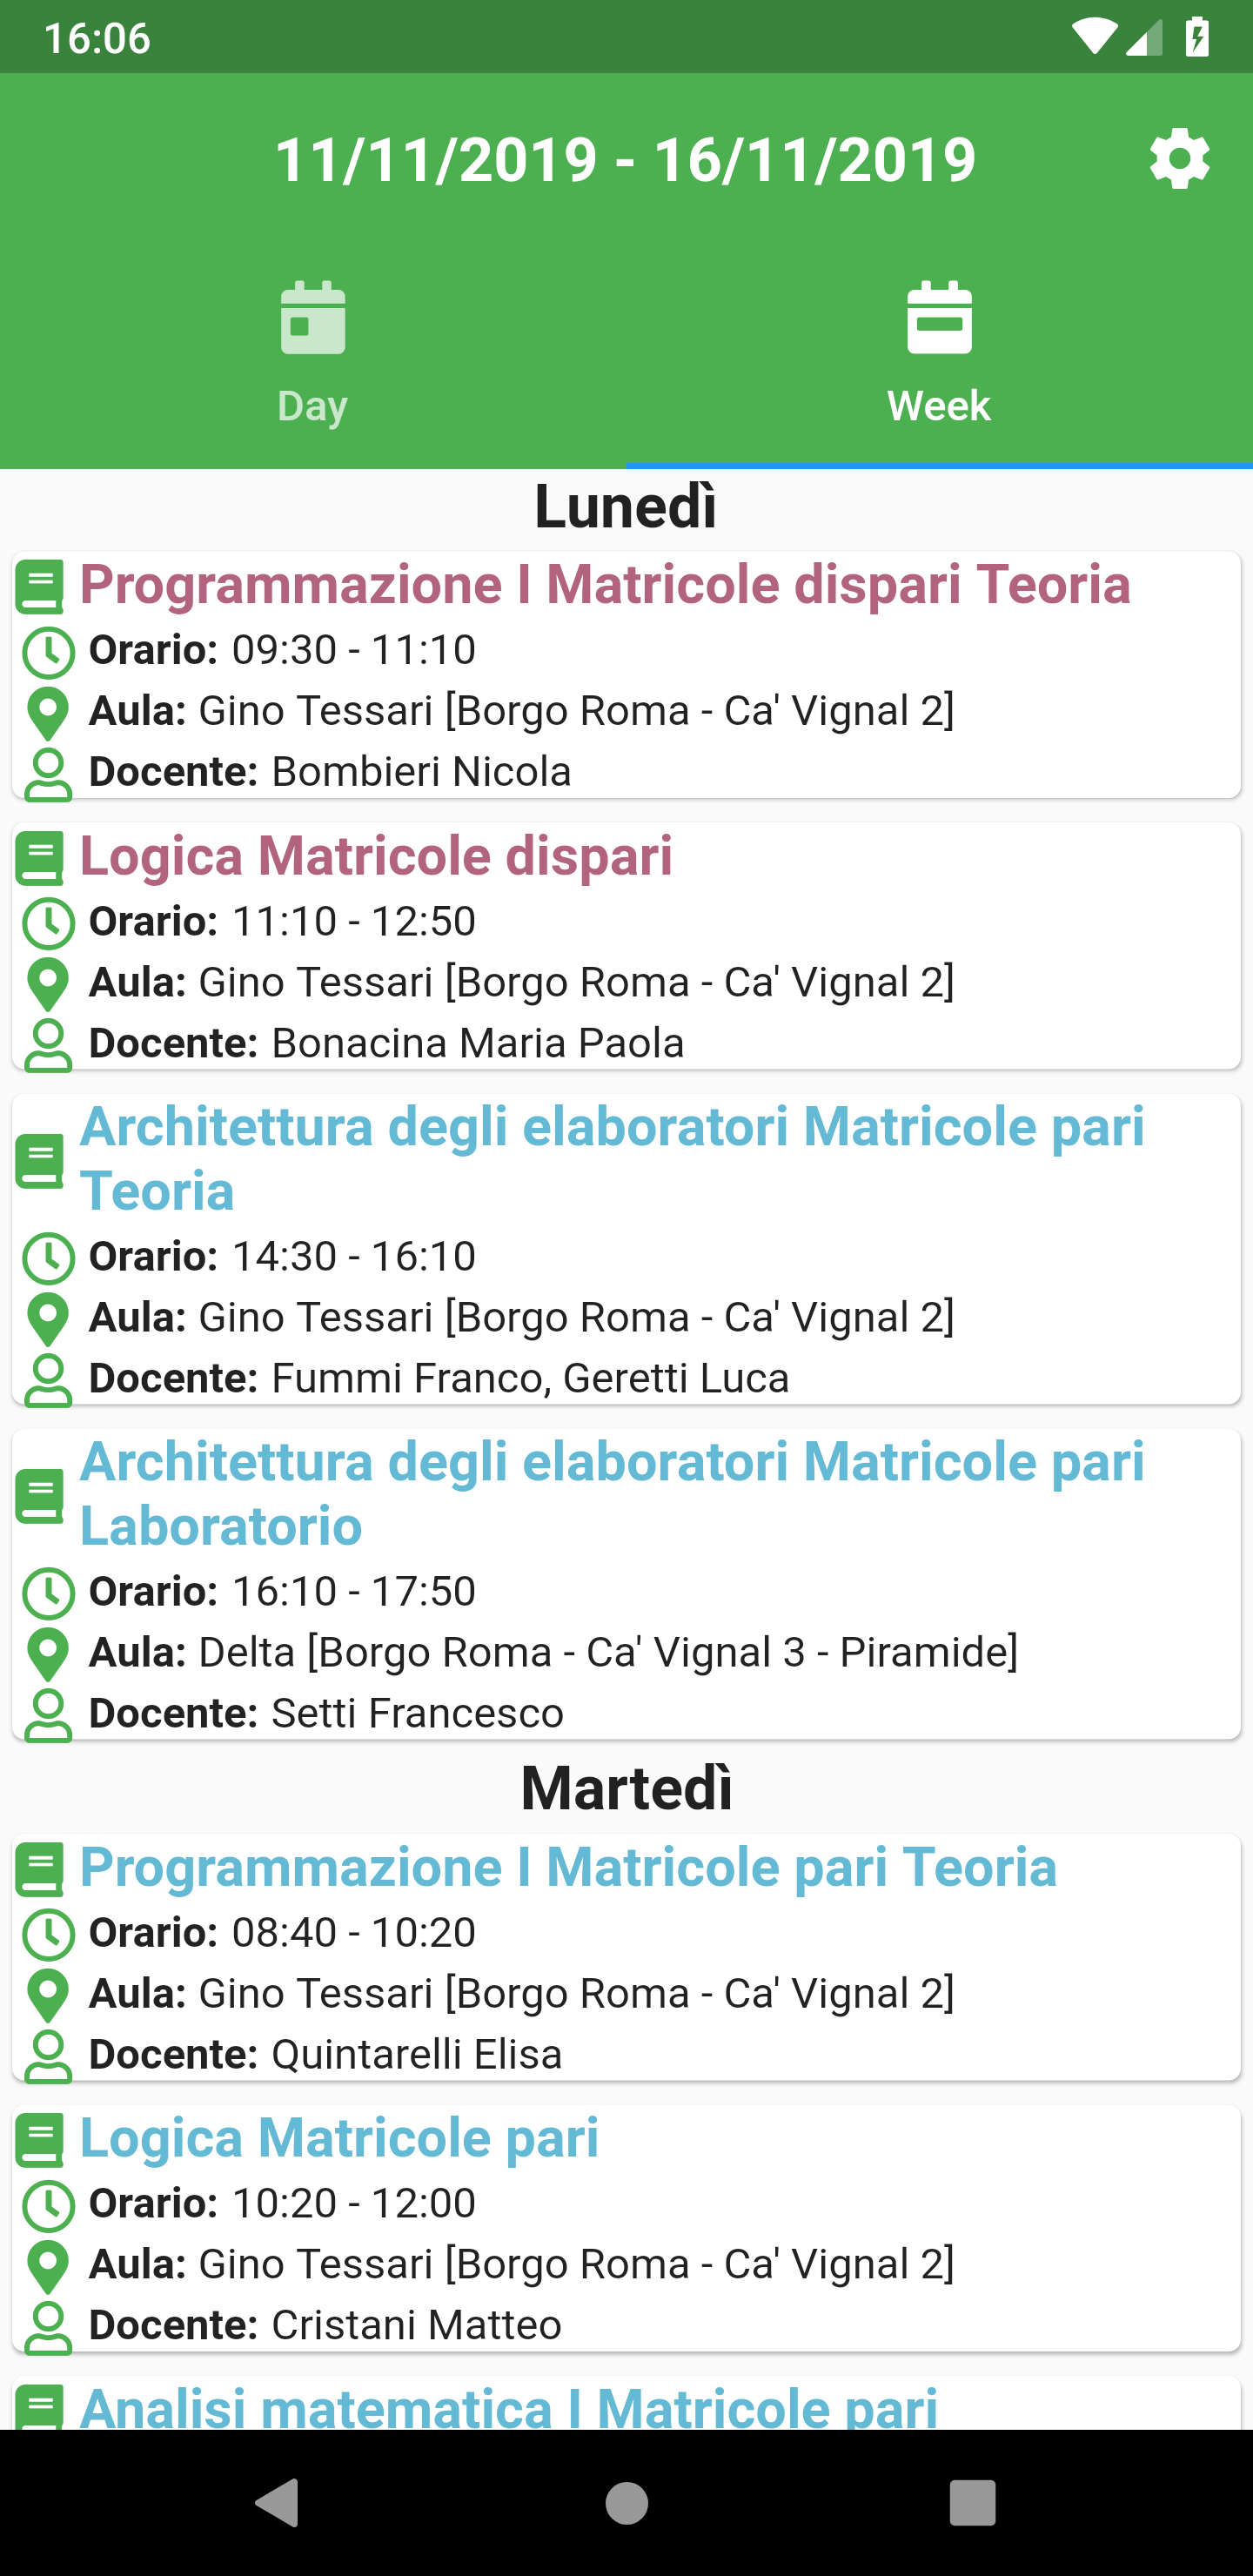 16:06
11/11/2019 - 16/11/2019
Day
Week
Lunedì
Programmazione I Matricole dispari Teoria
Orario: 09:30 - 11:10
Aula: Gino Tessari [Borgo Roma - Ca' Vignal 2]
Docente: Bombieri Nicola
Logica Matricole dispari
Orario: 11:10 - 12:50
Aula: Gino Tessari [Borgo Roma - Ca' Vignal 2]
Docente: Bonacina Maria Paola
Architettura degli elaboratori Matricole pari
Teoria
Orario: 14:30 - 16:10
Aula: Gino Tessari [Borgo Roma - Ca' Vignal 2]
Docente: Fummi Franco, Geretti Luca
Architettura degli elaboratori Matricole pari
Laboratorio
Orario: 16:10 - 17:50
Aula: Delta [Borgo Roma - Ca' Vignal 3 - Piramide]
Docente: Setti Francesco
Martedì
Programmazione I Matricole pari Teoria
Orario: 08:40 - 10:20
Aula: Gino Tessari [Borgo Roma - Ca' Vignal 2]
Docente: Quintarelli Elisa
Logica Matricole pari
Orario: 10:20 - 12:00
Aula: Gino Tessari [Borgo Roma - Ca' Vignal 2]
Docente: Cristani Matteo
Analisi matematica I Matricole pari